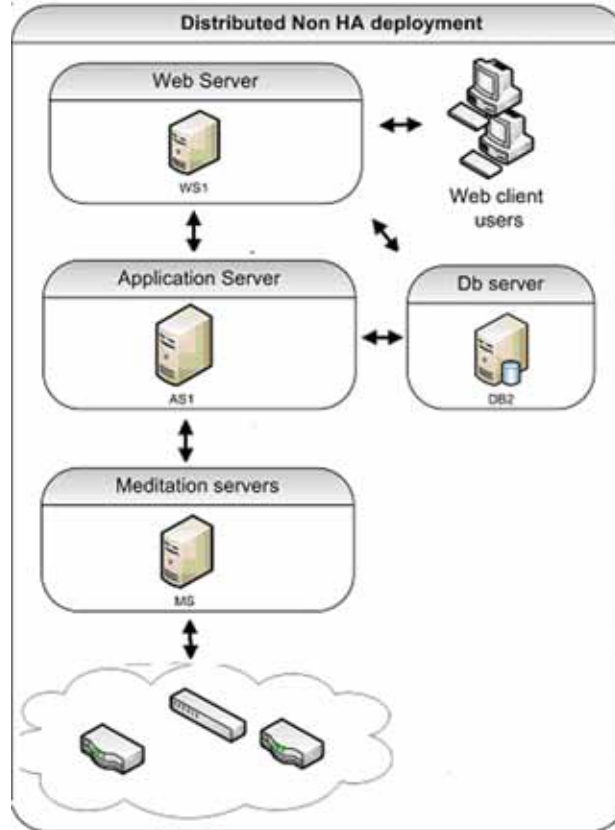 Distributed Non HA deployment
Web Server
WS1
Web client
users
Application Server
AS1
Db server
DB2
Meditation servers
MS